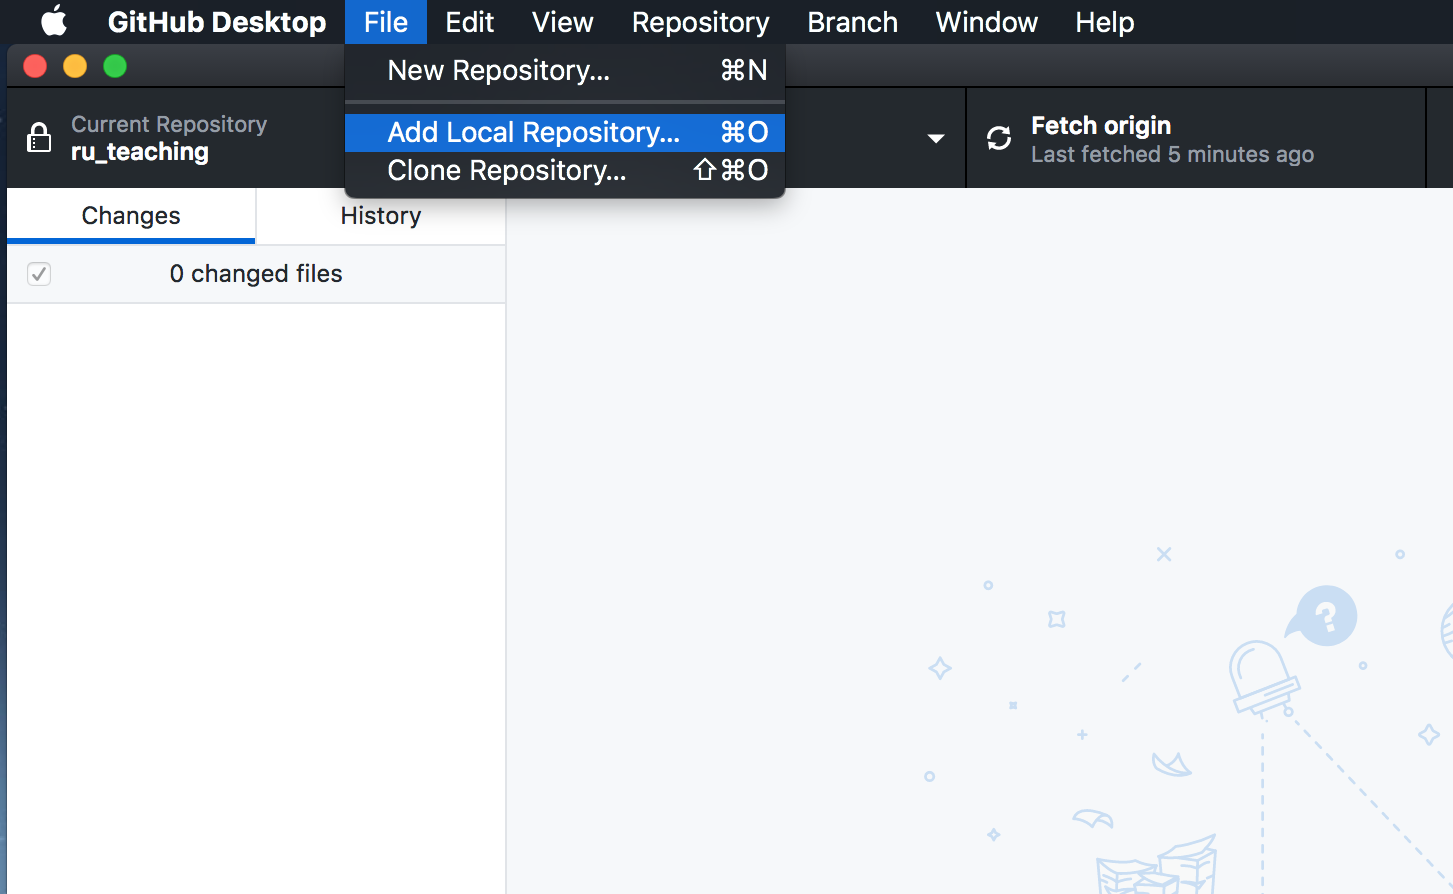 GitHub Desktop File Edit View Repository Branch Window Help
New Repository... ⌘N
Add Local Repository... ⌘O
Clone Repository... ⇧⌘O
Current Repository
ru_teaching
Fetch origin
Last fetched 5 minutes ago
Changes History
0 changed files
?